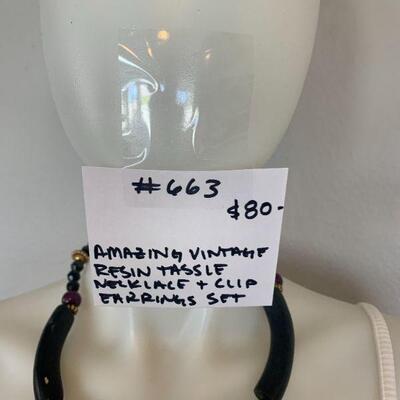 #663
$80-
AMAZING VINTAGE
RESIN TASSLE
NECKLACE + CLIP
EARRINGS SET